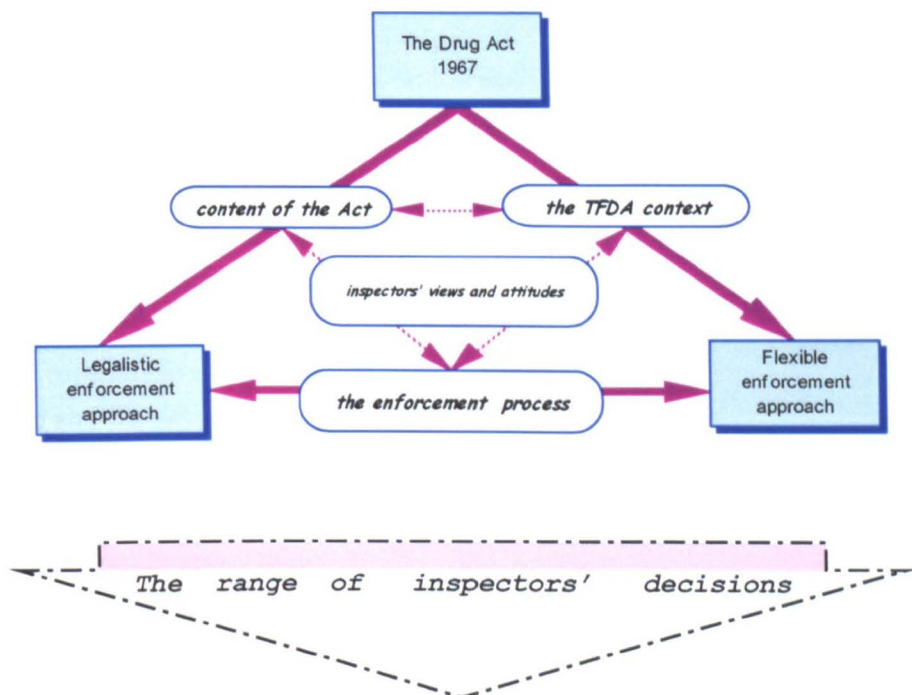 The Drug Act
1967
content of the Act
the TFDA context
inspectors' views and attitudes
Legalistic
enforcement
approach
the enforcement process
Flexible
enforcement
approach
The range of inspectors' decisions